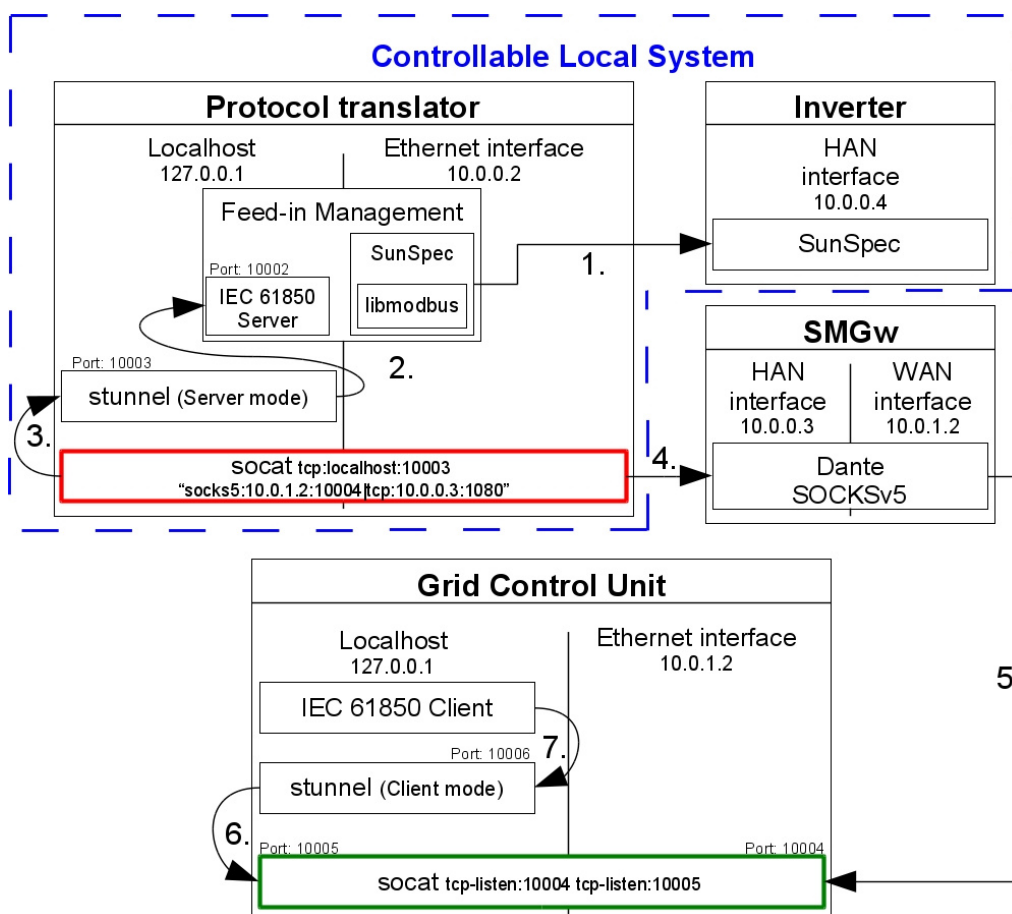 Controllable Local System
Protocol translator
Localhost
127.0.0.1
Ethernet interface
10.0.0.2
Feed-in Management
Port: 10002
IEC 61850
Server
SunSpec
libmodbus
1.
Inverter
HAN
interface
10.0.0.4
SunSpec
2.
Port: 10003
stunnel (Server mode)
3.
socat tcp:localhost:10003
“socks5:10.0.1.2:10004|tcp:10.0.0.3:1080”
4.
SMGw
HAN
interface
10.0.0.3
WAN
interface
10.0.1.2
Dante
SOCKSv5
5
Grid Control Unit
Localhost
127.0.0.1
Ethernet interface
10.0.1.2
IEC 61850 Client
7.
Port: 10006
stunnel (Client mode)
6.
Port: 10005
Port: 10004
socat tcp-listen:10004 tcp-listen:10005